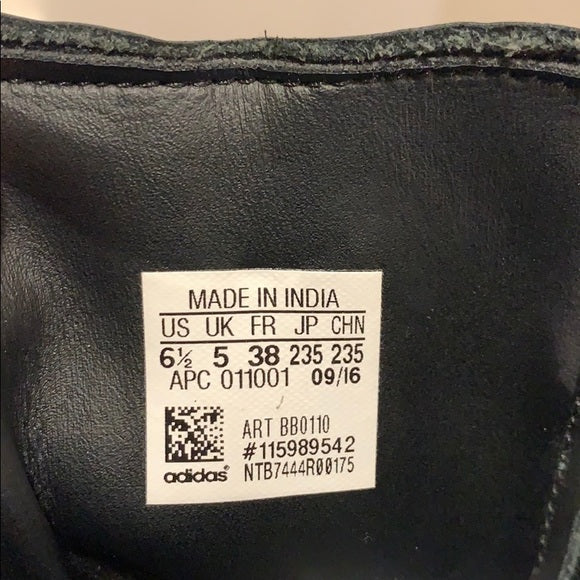 MADE IN INDIA
US UK FR JP CHN
6½ 5 38 235 235
APC 011001 09/16
ART BB0110
#115989542
adidas® NTB7444R00175